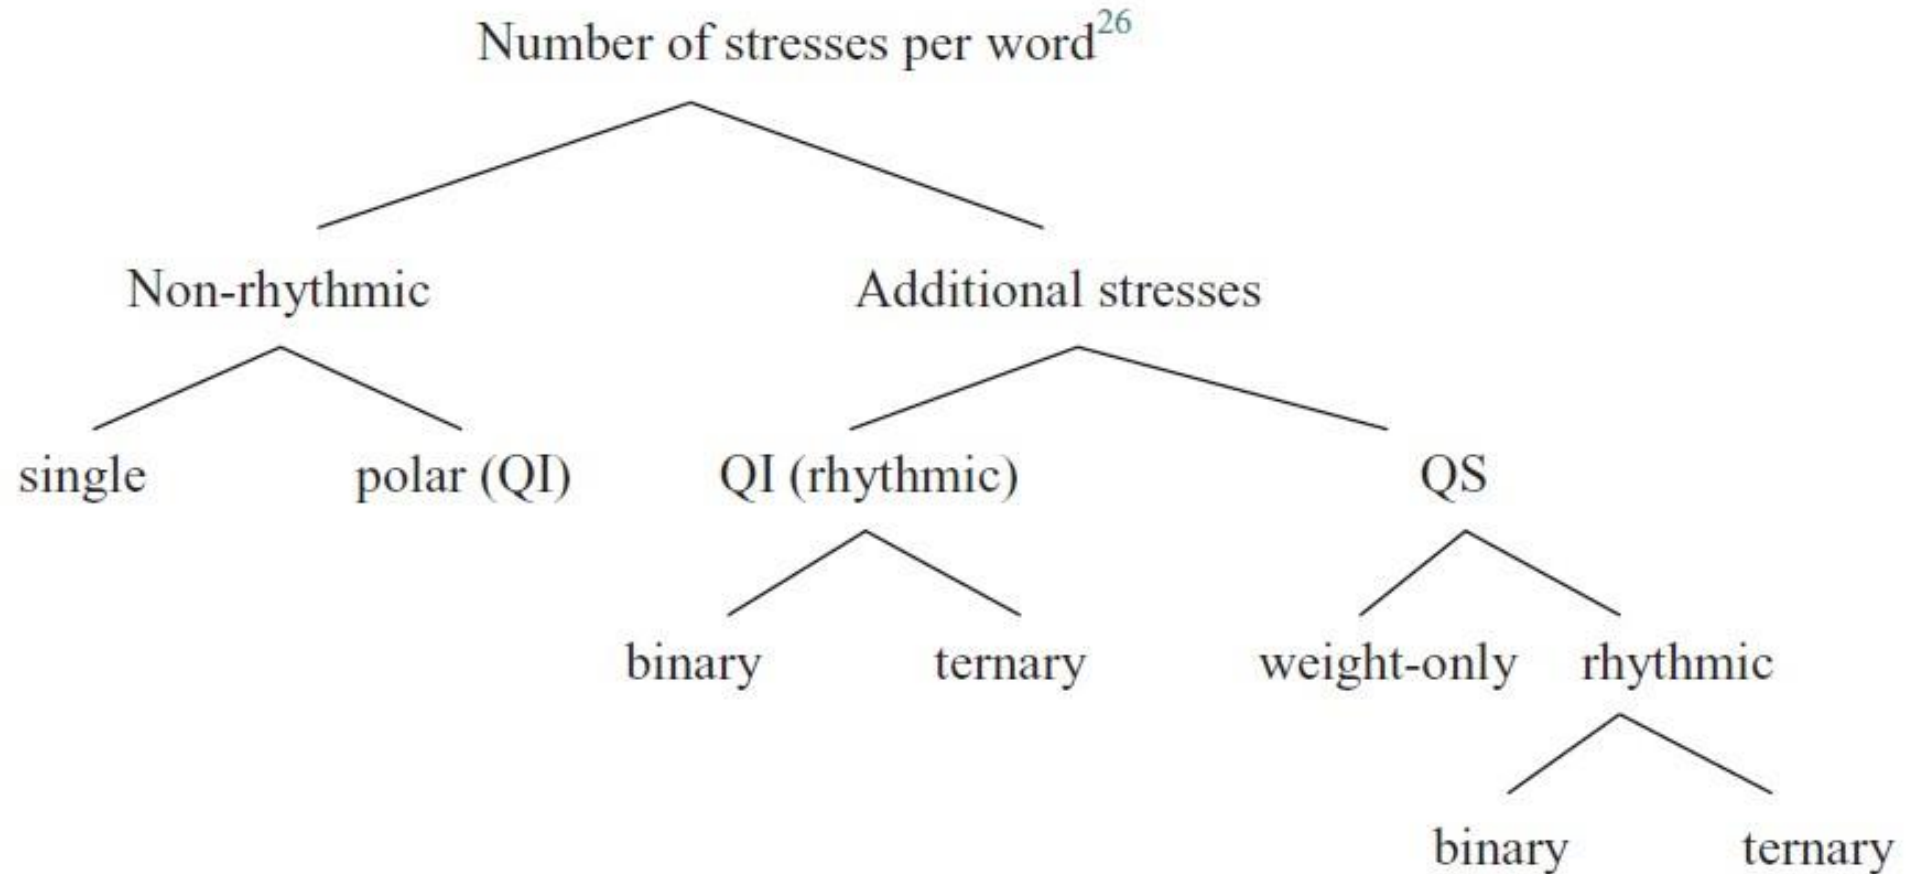 Number of stresses per word26
Non-rhythmic Additional stresses
single polar (QI) QI (rhythmic) QS
binary ternary weight-only rhythmic
binary ternary